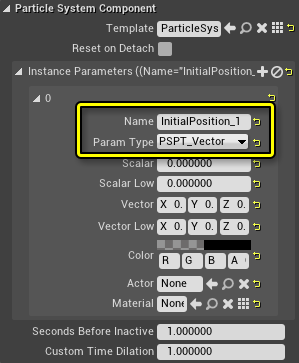 Particle System Component
Template ParticleSys
Reset on Detach
Instance Parameters ((Name="InitialPosition_
0
Name InitialPosition_1
Param Type PSPT_Vector
Scalar 0.000000
Scalar Low 0.000000
Vector X 0. Y 0. Z 0.
Vector Low X 0. Y 0. Z 0.
Color
R G B A
Actor None
Material None
Seconds Before Inactive 1.000000
Custom Time Dilation 1.000000